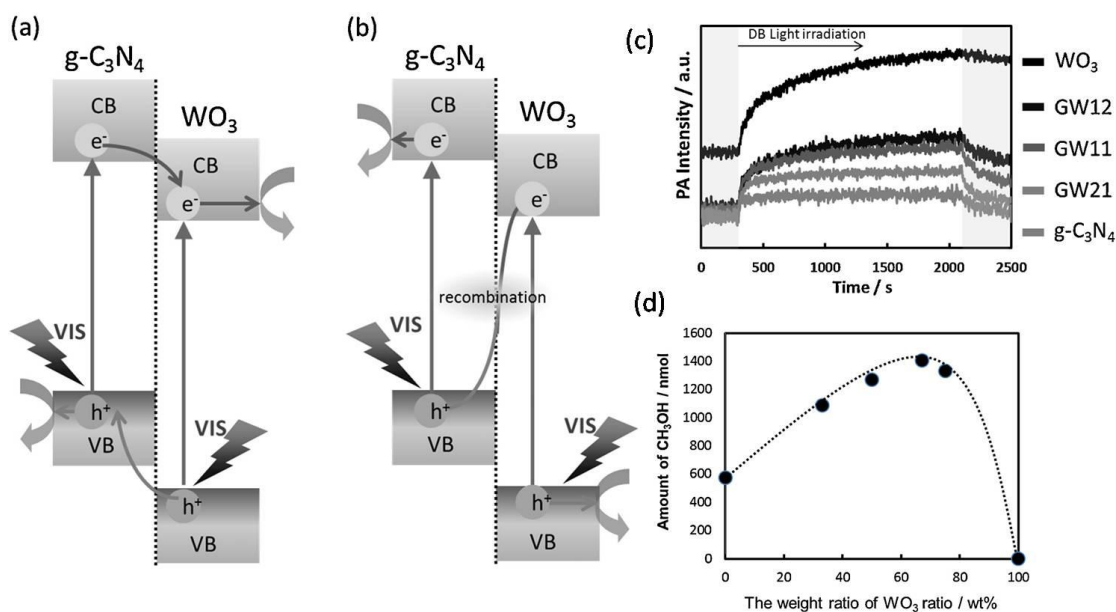 (a)
g-C₃N₄
CB
WO₃
e⁻
CB
e⁻
VIS
h⁺
VB
VIS
h⁺
VB
(b)
g-C₃N₄
CB
WO₃
e⁻
CB
e⁻
recombination
VIS
h⁺
VB
VIS
h⁺
VB
(c)
DB Light irradiation
PA Intensity / a.u.
WO₃
GW12
GW11
GW21
g-C₃N₄
0 500 1000 1500 2000 2500
Time / s
(d)
Amount of CH₃OH / nmol
1600
1400
1200
1000
800
600
400
200
0
0 20 40 60 80 100
The weight ratio of WO₃ ratio / wt%